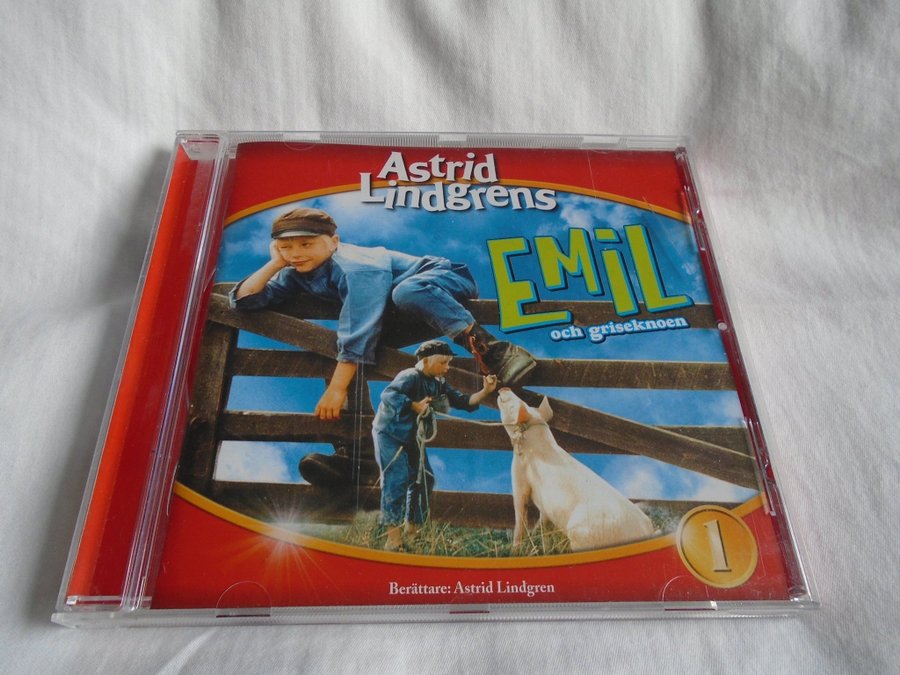 Astrid
Lindgrens
EMiL
och griseknoen
1
Berättare: Astrid Lindgren